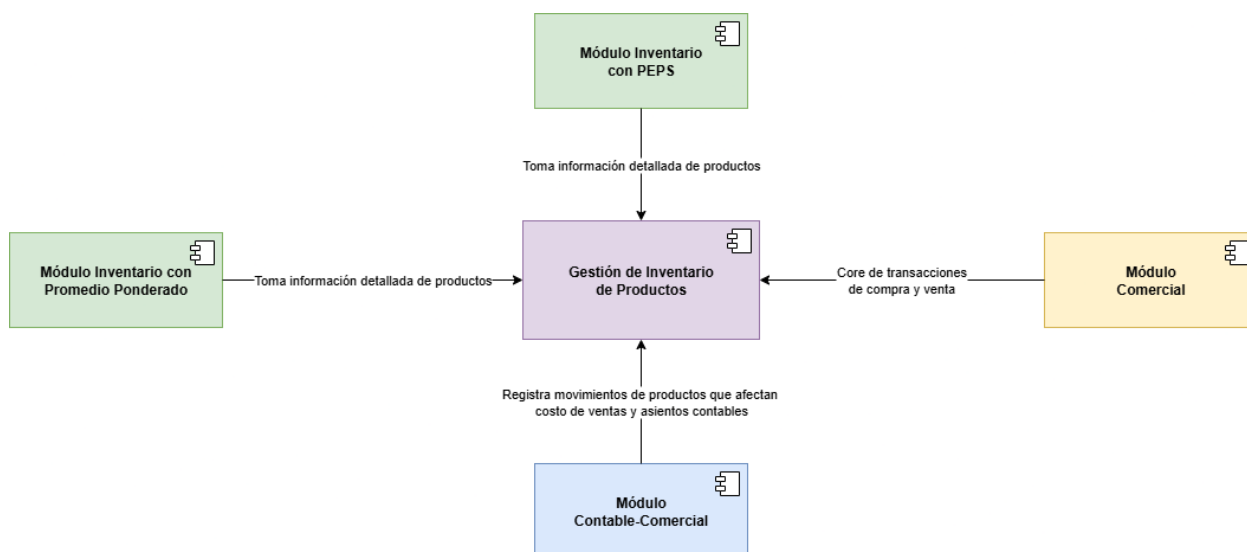 Módulo Inventario
con PEPS
Toma información detallada de productos
Módulo Inventario con
Promedio Ponderado
Toma información detallada de productos
Gestión de Inventario
de Productos
Core de transacciones
de compra y venta
Módulo
Comercial
Registra movimientos de productos que afectan
costo de ventas y asientos contables
Módulo
Contable-Comercial